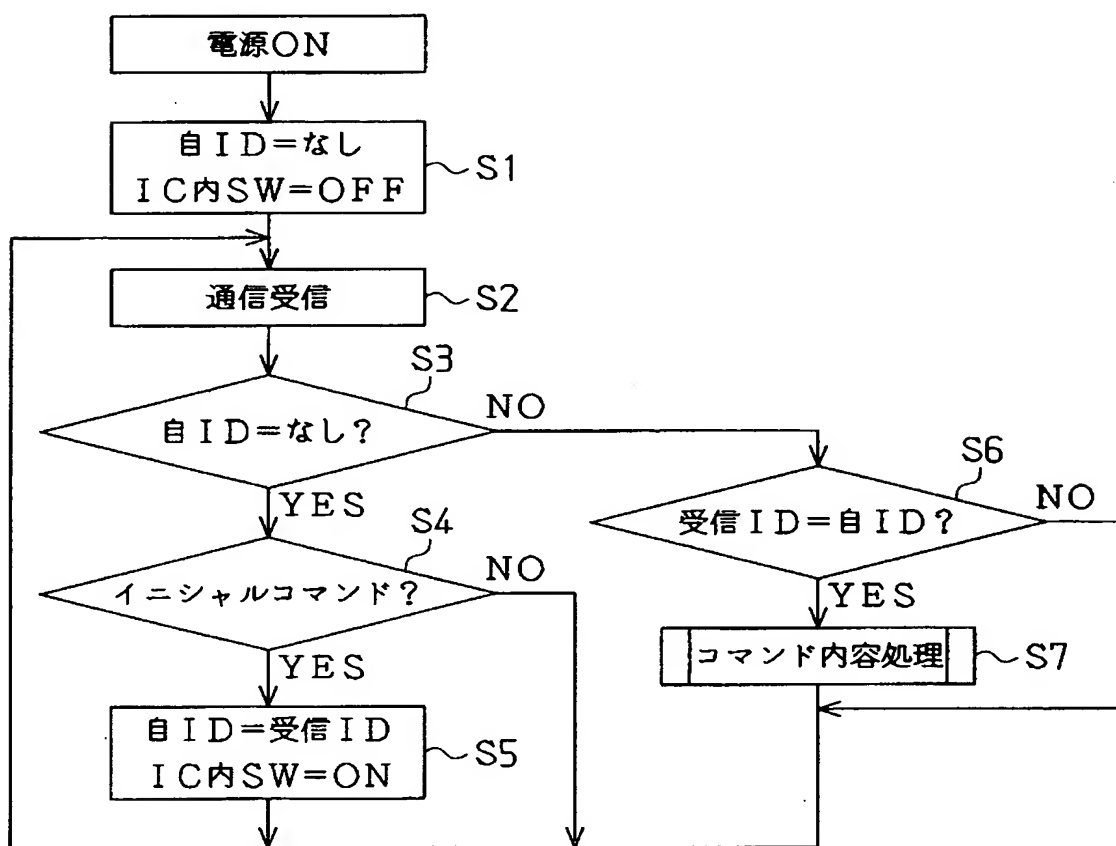 電源ON
自ID=なし
IC内SW=OFF
S1
通信受信
S2
S3
自ID=なし?
NO
YES
S6
受信ID=自ID?
NO
YES
S4
イニシャルコマンド?
NO
YES
コマンド内容処理
S7
自ID=受信ID
IC内SW=ON
S5